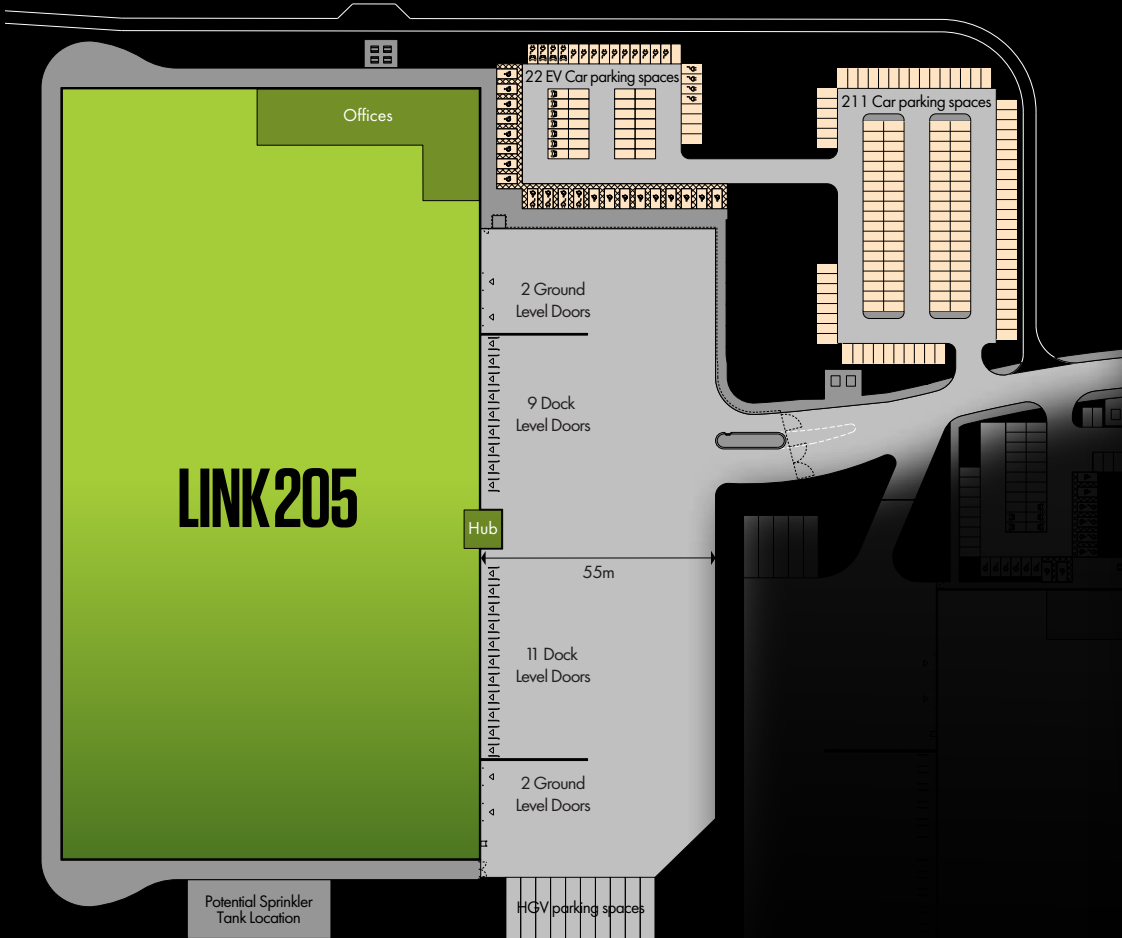 22 EV Car parking spaces
211 Car parking spaces
Offices
2 Ground
Level Doors
9 Dock
Level Doors
LINK 205
Hub
55m
11 Dock
Level Doors
2 Ground
Level Doors
Potential Sprinkler
Tank Location
HGV parking spaces